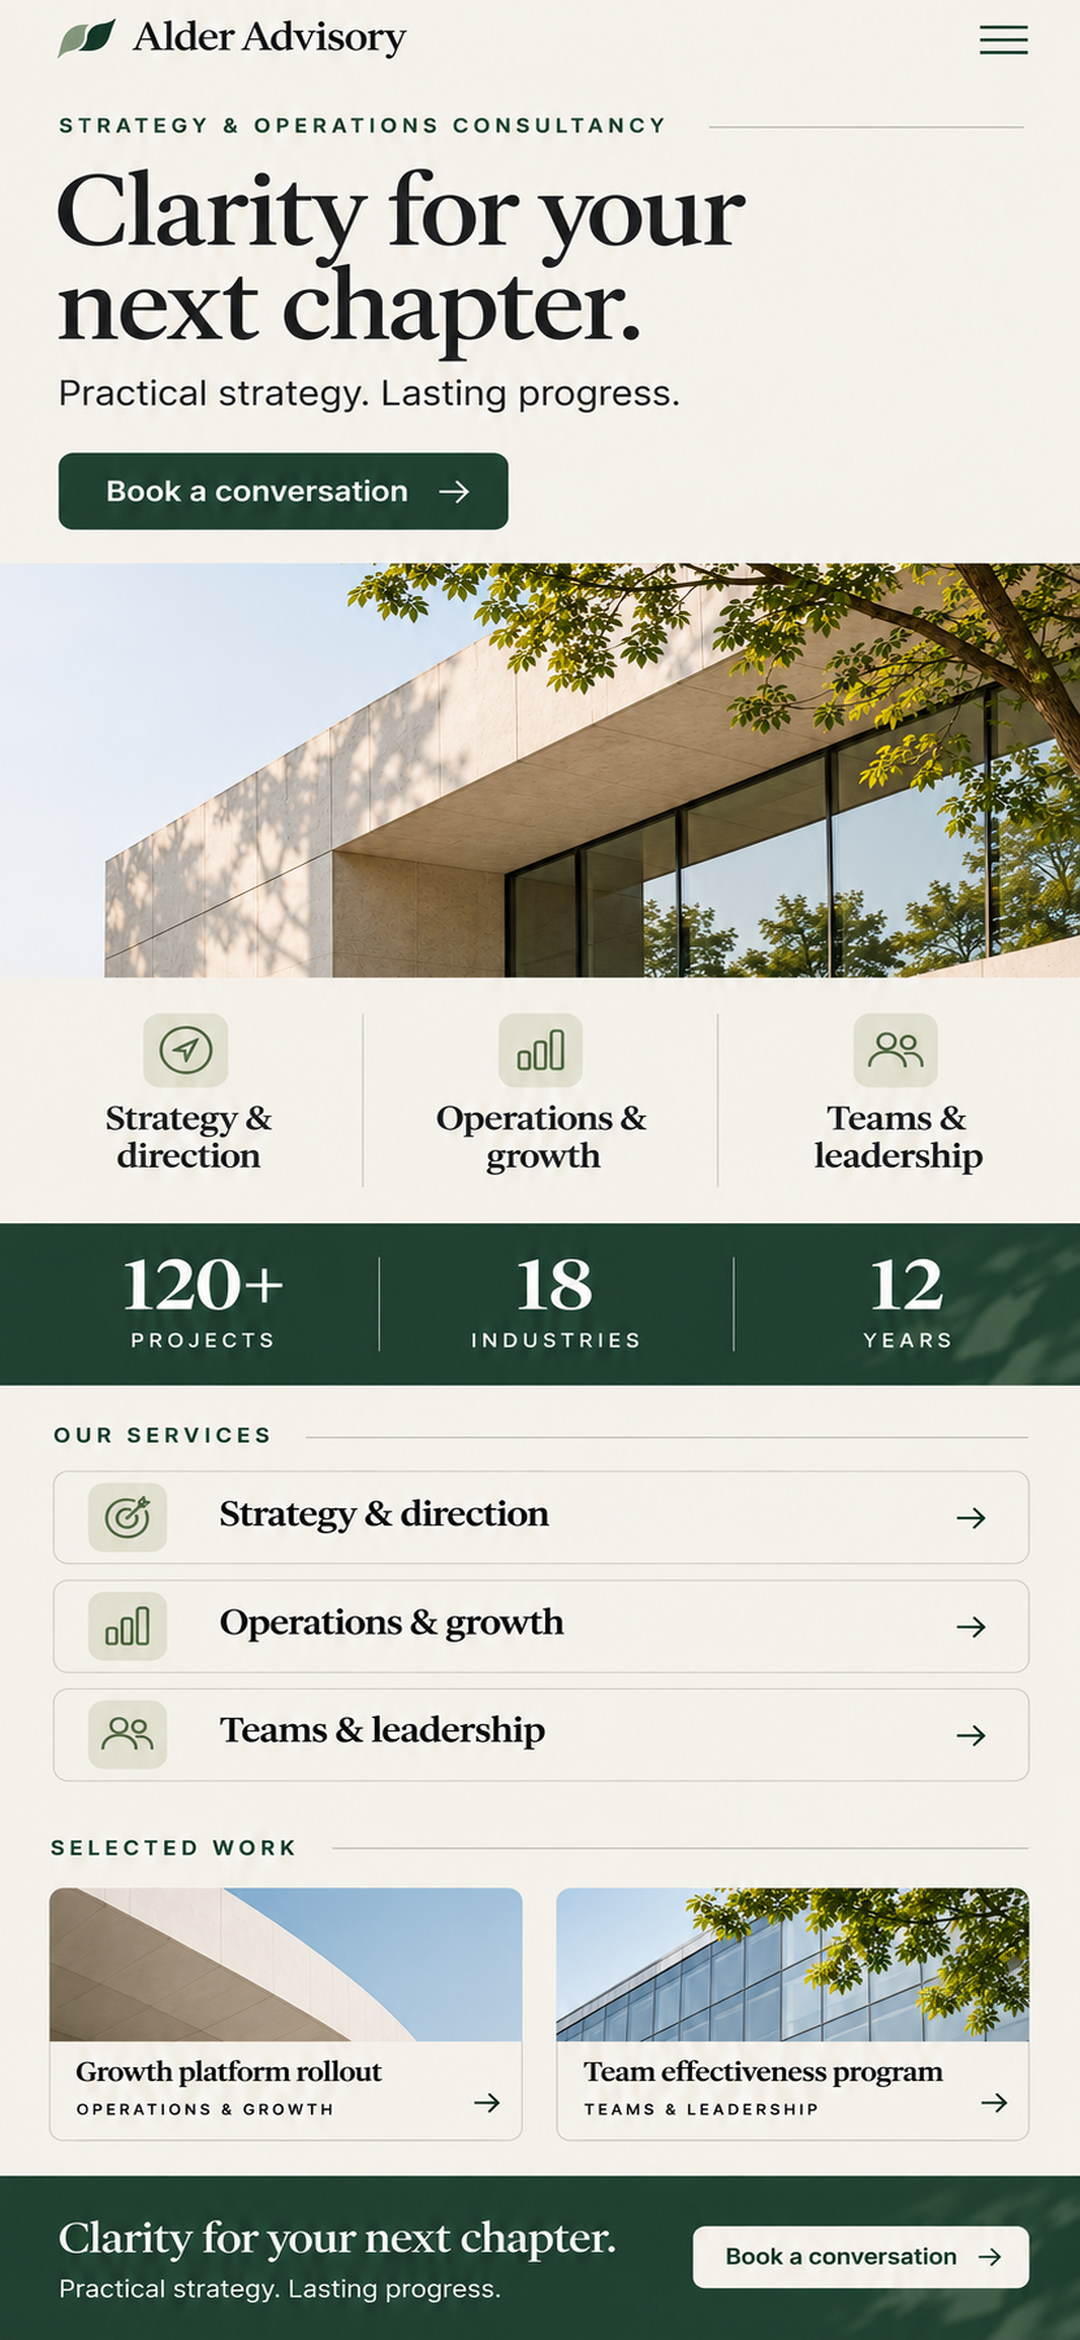 Alder Advisory
STRATEGY & OPERATIONS CONSULTANCY
Clarity for your
next chapter.
Practical strategy. Lasting progress.
Book a conversation →
Strategy &
direction
Operations &
growth
Teams &
leadership
120+
PROJECTS
18
INDUSTRIES
12
YEARS
OUR SERVICES
Strategy & direction →
Operations & growth →
Teams & leadership →
SELECTED WORK
Growth platform rollout
OPERATIONS & GROWTH →
Team effectiveness program
TEAMS & LEADERSHIP →
Clarity for your next chapter.
Practical strategy. Lasting progress.
Book a conversation →